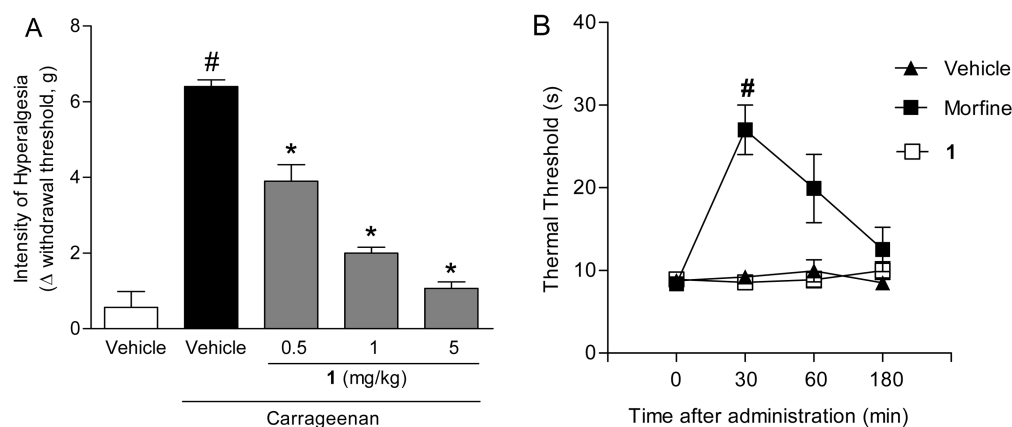 A
Intensity of Hyperalgesia
(Δ withdrawal threshold, g)
8
6
4
2
0
#
*
*
*
Vehicle
Vehicle
0.5
1
5
1 (mg/kg)
Carrageenan
B
Thermal Threshold (s)
40
30
20
10
0
#
0
30
60
180
Time after administration (min)
Vehicle
Morfine
1